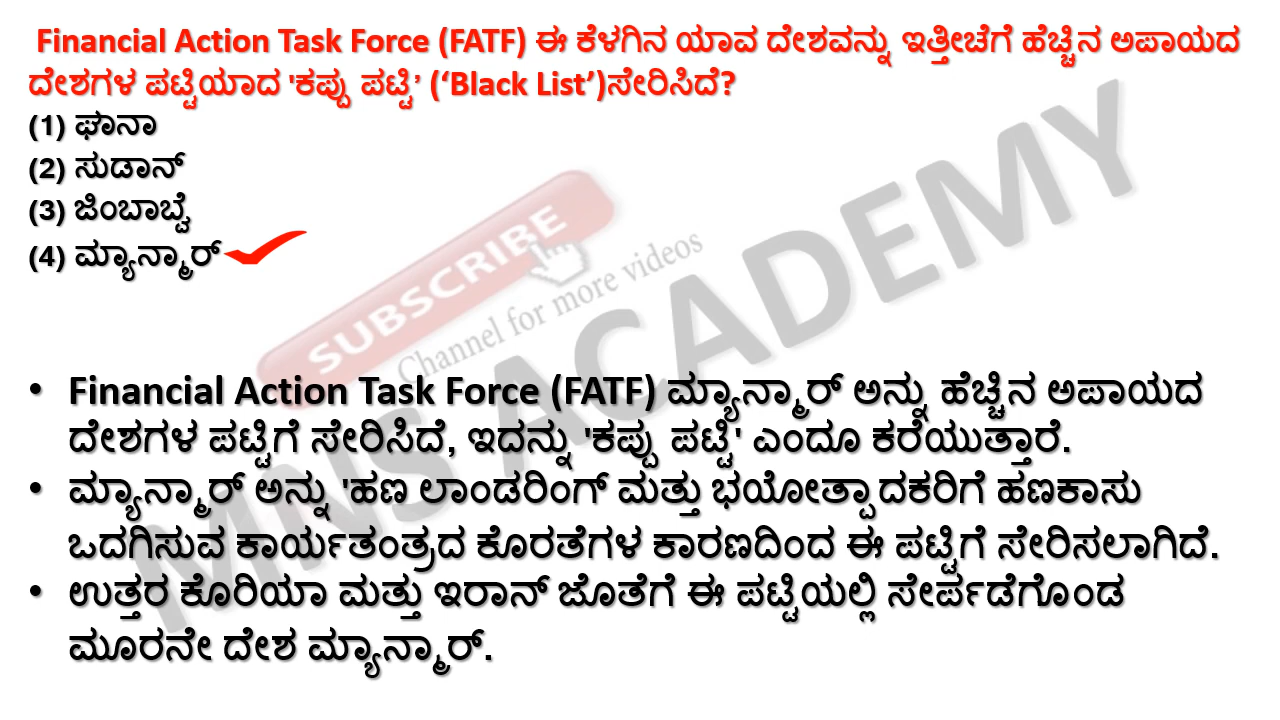 Financial Action Task Force (FATF) ಈ ಕೆಳಗಿನ ಯಾವ ದೇಶವನ್ನು ಇತ್ತೀಚೆಗೆ ಹೆಚ್ಚಿನ ಅಪಾಯದ
ದೇಶಗಳ ಪಟ್ಟಿಯಾದ 'ಕಪ್ಪು ಪಟ್ಟಿ' (‘Black List’)ಸೇರಿಸಿದೆ?
(1) ಘಾನಾ
(2) ಸುಡಾನ್
(3) ಜಿಂಬಾಬ್ವೆ
(4) ಮ್ಯಾನ್ಮಾರ್
SUBSCRIBE
Channel for more videos
MNS ACADEMY
• Financial Action Task Force (FATF) ಮ್ಯಾನ್ಮಾರ್ ಅನ್ನು ಹೆಚ್ಚಿನ ಅಪಾಯದ
ದೇಶಗಳ ಪಟ್ಟಿಗೆ ಸೇರಿಸಿದೆ, ಇದನ್ನು 'ಕಪ್ಪು ಪಟ್ಟಿ' ಎಂದೂ ಕರೆಯುತ್ತಾರೆ.
• ಮ್ಯಾನ್ಮಾರ್ ಅನ್ನು 'ಹಣ ಲಾಂಡರಿಂಗ್ ಮತ್ತು ಭಯೋತ್ಪಾದಕರಿಗೆ ಹಣಕಾಸು
ಒದಗಿಸುವ ಕಾರ್ಯತಂತ್ರದ ಕೊರತೆಗಳ ಕಾರಣದಿಂದ ಈ ಪಟ್ಟಿಗೆ ಸೇರಿಸಲಾಗಿದೆ.
• ಉತ್ತರ ಕೊರಿಯಾ ಮತ್ತು ಇರಾನ್ ಜೊತೆಗೆ ಈ ಪಟ್ಟಿಯಲ್ಲಿ ಸೇರ್ಪಡೆಗೊಂಡ
ಮೂರನೇ ದೇಶ ಮ್ಯಾನ್ಮಾರ್.